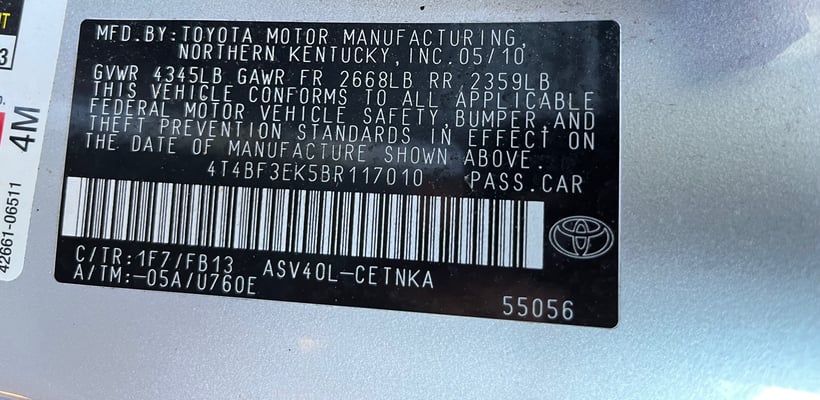 MFD.BY:TOYOTA MOTOR MANUFACTURING,
NORTHERN KENTUCKY, INC.05/10
GVWR 4345LB GAWR FR 2668LB RR 2359LB
THIS VEHICLE CONFORMS TO ALL APPLICABLE
FEDERAL MOTOR VEHICLE SAFETY,BUMPER AND
THEFT PREVENTION STANDARDS IN EFFECT ON
THE DATE OF MANUFACTURE SHOWN ABOVE.
4T4BF3EK5BR117010 PASS.CAR
C/TR:1F7/FB13 ASV40L-CETNKA
A/TM:-05A/U760E
55056
3
4M
42661-06511